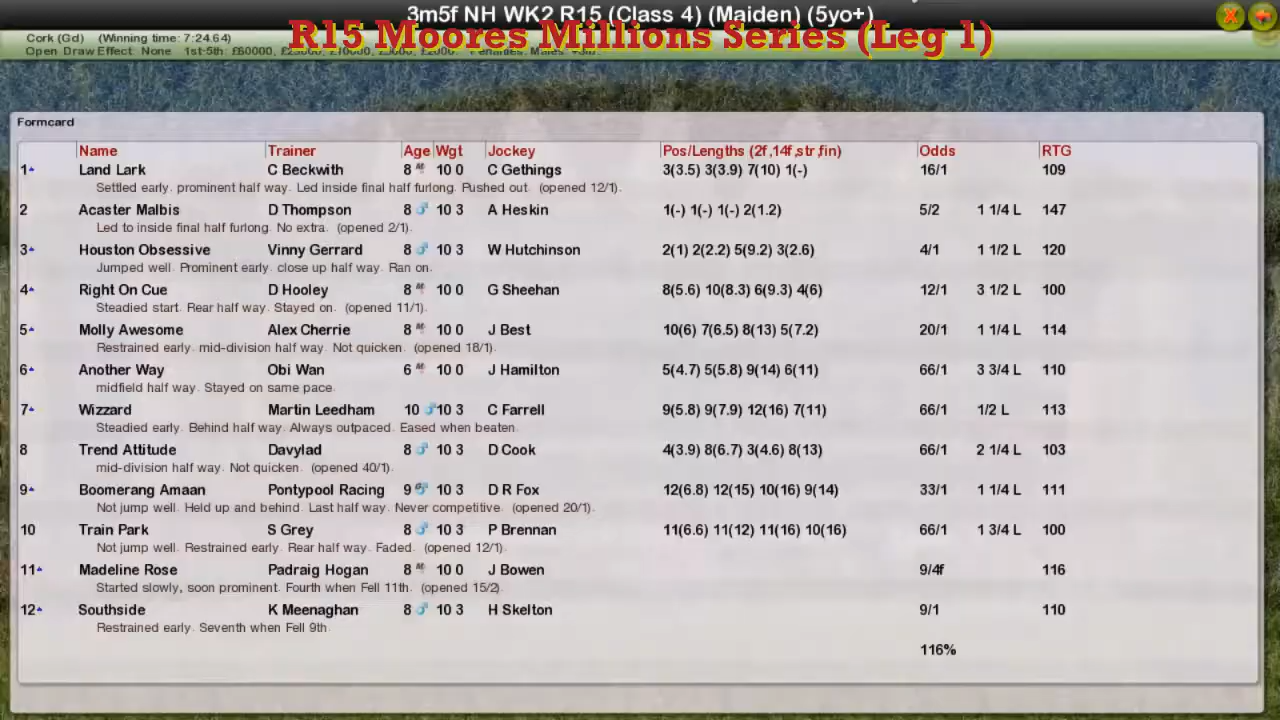 3m5f NH WK2 R15 (Class 4) (Maiden) (5yo+)
R15 Moores Millions Series (Leg 1)
Cork (Gd) (Winning time: 7:24.64)
Open Draw Effect: None 1st-5th: £60000,
Formcard
Name Trainer Age Wgt Jockey Pos/Lengths (2f,14f,str,fin) Odds RTG
1 Land Lark C Beckwith 8 10 0 C Gethings 3(3.5) 3(3.9) 7(10) 1(-) 16/1 109
Settled early. prominent half way. Led inside final half furlong. Pushed out. (opened 12/1).
2 Acaster Malbis D Thompson 8 10 3 A Heskin 1(-) 1(-) 1(-) 2(1.2) 5/2 1 1/4 L 147
Led to inside final half furlong. No extra. (opened 2/1).
3 Houston Obsessive Vinny Gerrard 8 10 3 W Hutchinson 2(1) 2(2.2) 5(9.2) 3(2.6) 4/1 1 1/2 L 120
Jumped well. Prominent early. close up half way. Ran on.
4 Right On Cue D Hooley 8 10 0 G Sheehan 8(5.6) 10(8.3) 6(9.3) 4(6) 12/1 3 1/2 L 100
Steadied start. Rear half way. Stayed on. (opened 11/1).
5 Molly Awesome Alex Cherrie 8 10 0 J Best 10(6) 7(6.5) 8(13) 5(7.2) 20/1 1 1/4 L 114
Restrained early. mid-division half way. Not quicken. (opened 18/1).
6 Another Way Obi Wan 6 10 0 J Hamilton 5(4.7) 5(5.8) 9(14) 6(11) 66/1 3 3/4 L 110
midfield half way. Stayed on same pace.
7 Wizzard Martin Leedham 10 10 3 C Farrell 9(5.8) 9(7.9) 12(16) 7(11) 66/1 1/2 L 113
Steadied early. Behind half way. Always outpaced. Eased when beaten.
8 Trend Attitude Davylad 8 10 3 D Cook 4(3.9) 8(6.7) 3(4.6) 8(13) 66/1 2 1/4 L 103
mid-division half way. Not quicken. (opened 40/1).
9 Boomerang Amaan Pontypool Racing 9 10 3 D R Fox 12(6.8) 12(15) 10(16) 9(14) 33/1 1 1/4 L 111
Not jump well. Held up and behind. Last half way. Never competitive. (opened 20/1).
10 Train Park S Grey 8 10 3 P Brennan 11(6.6) 11(12) 11(16) 10(16) 66/1 1 3/4 L 100
Not jump well. Restrained early. Rear half way. Faded. (opened 12/1).
11 Madeline Rose Padraig Hogan 8 10 0 J Bowen 9/4f 116
Started slowly, soon prominent. Fourth when Fell 11th. (opened 15/2).
12 Southside K Meenaghan 8 10 3 H Skelton 9/1 110
Restrained early. Seventh when Fell 9th.
116%